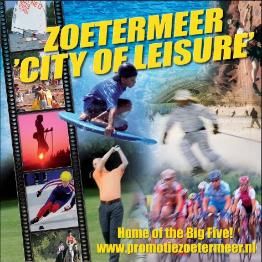 ZOETERMEER
'CITY OF LEISURE'
Home of the Big Five!
www.promotiezoetermeer.nl